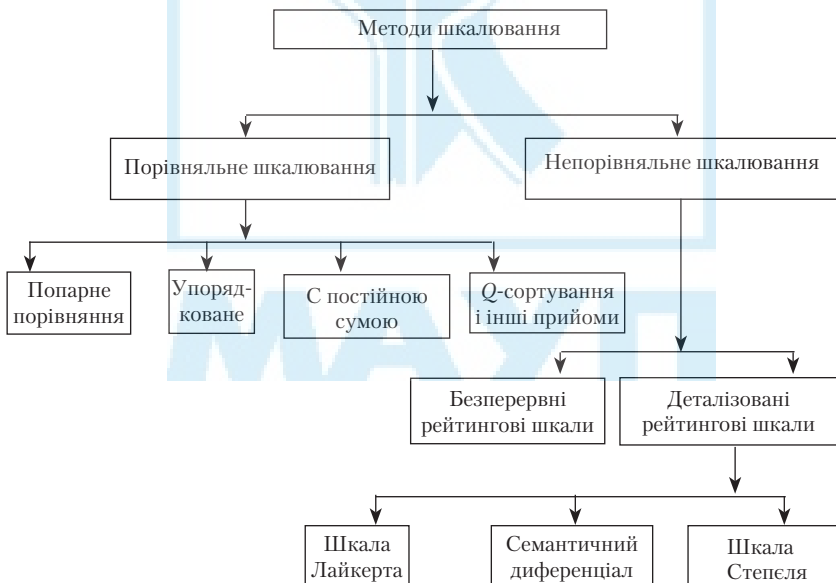 Методи шкалювання
Порівняльне шкалювання
Непорівняльне шкалювання
Попарне
порівняння
Упоряд-
коване
С постійною
сумою
Q-сортування
і інші прийоми
Безперервні
рейтингові шкали
Деталізовані
рейтингові шкали
Шкала
Лайкерта
Семантичний
диференціал
Шкала
Степєля
МАУП